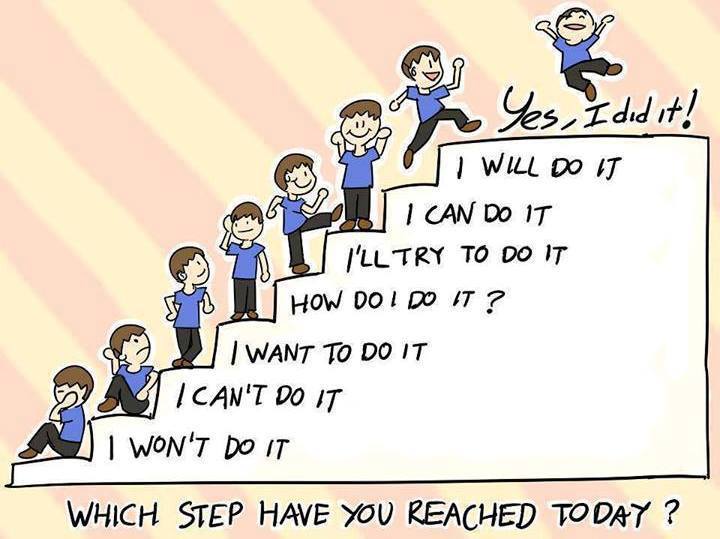 Yes, I did it!
I WILL DO IT
I CAN DO IT
I'LL TRY TO DO IT
HOW DO I DO IT ?
I WANT TO DO IT
I CAN'T DO IT
I WON'T DO IT
WHICH STEP HAVE YOU REACHED TODAY ?